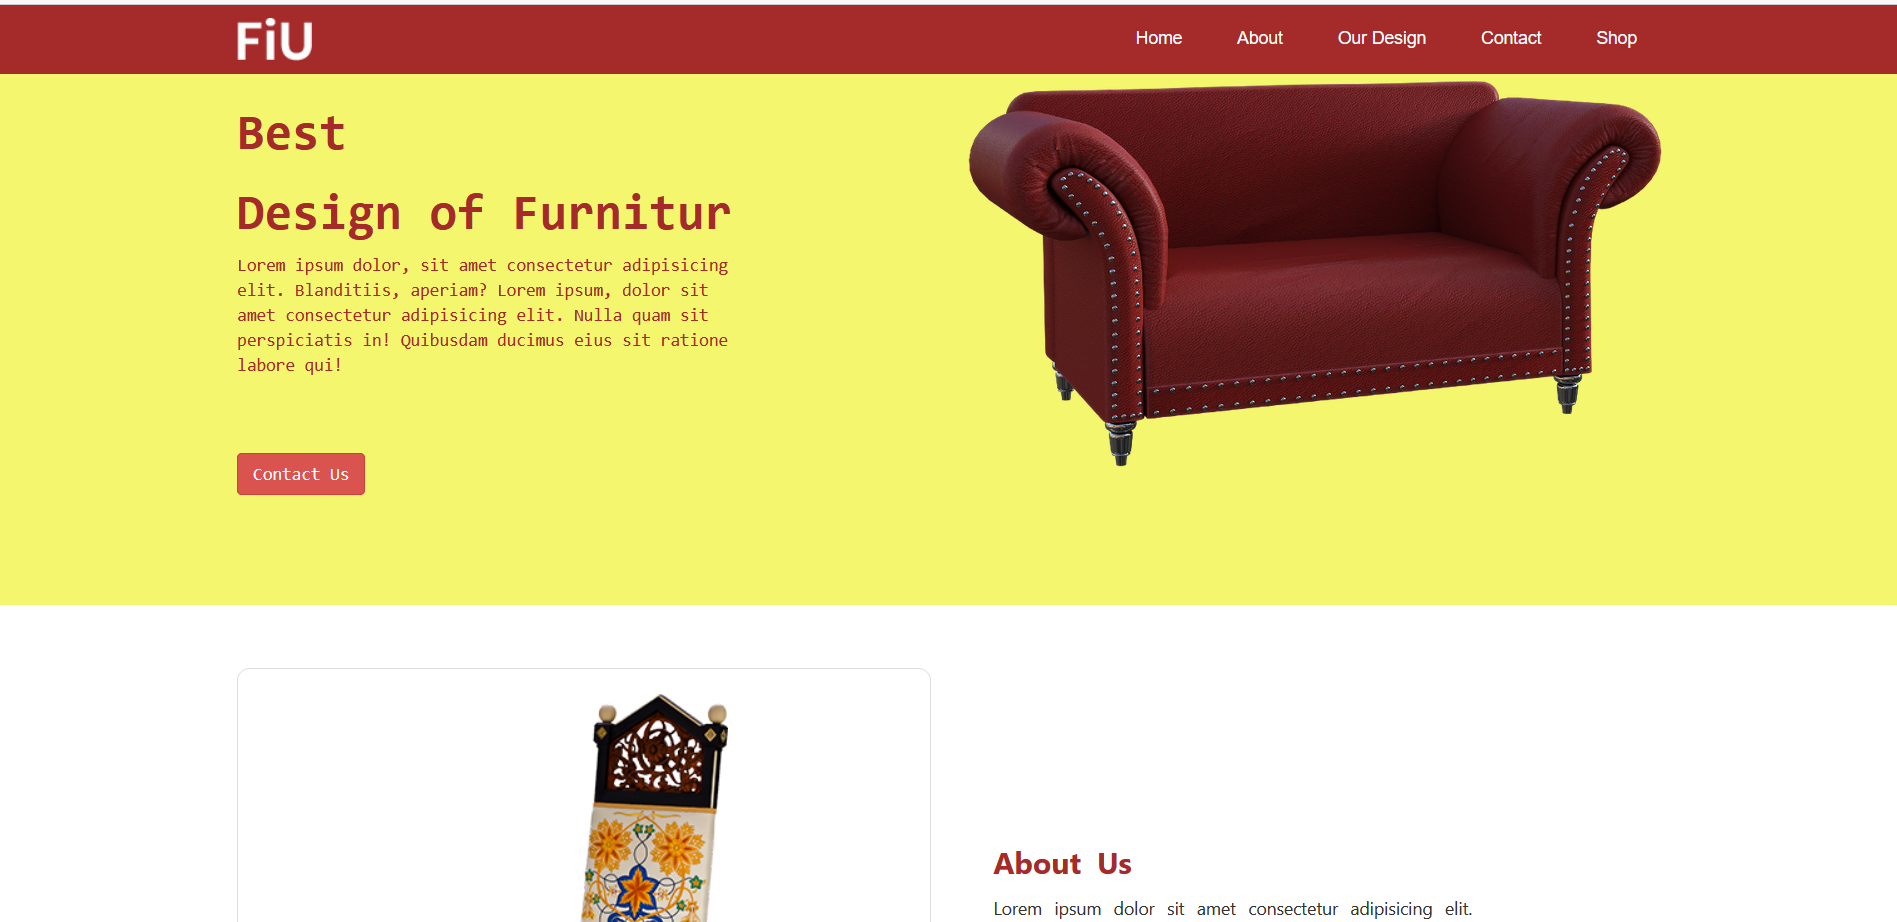 FiU
Home About Our Design Contact Shop
Best
Design of Furnitur
Lorem ipsum dolor, sit amet consectetur adipisicing
elit. Blanditiis, aperiam? Lorem ipsum, dolor sit
amet consectetur adipisicing elit. Nulla quam sit
perspiciatis in! Quibusdam ducimus eius sit ratione
labore qui!
Contact Us
About Us
Lorem ipsum dolor sit amet consectetur adipisicing elit.